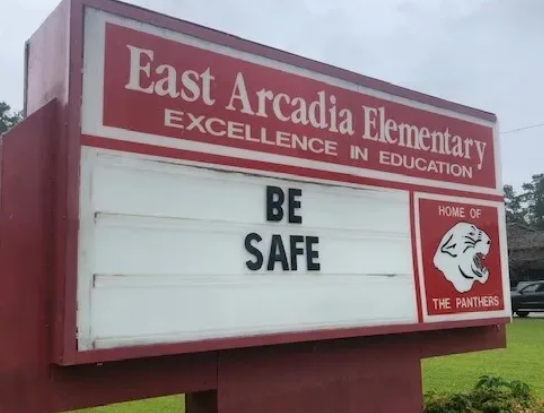 East Arcadia Elementary
EXCELLENCE IN EDUCATION
BE
SAFE
HOME OF
THE PANTHERS